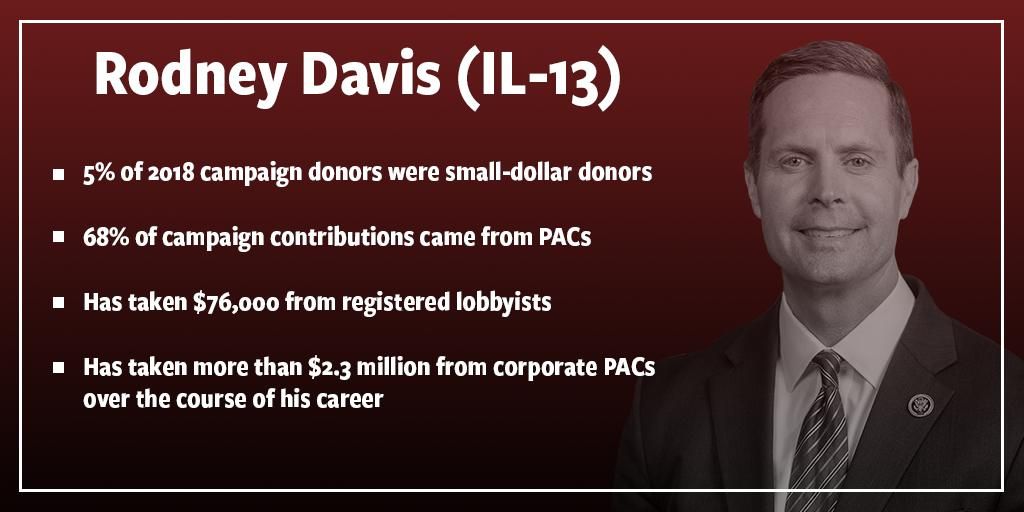 Rodney Davis (IL-13)
5% of 2018 campaign donors were small-dollar donors
68% of campaign contributions came from PACs
Has taken $76,000 from registered lobbyists
Has taken more than $2.3 million from corporate PACs
over the course of his career